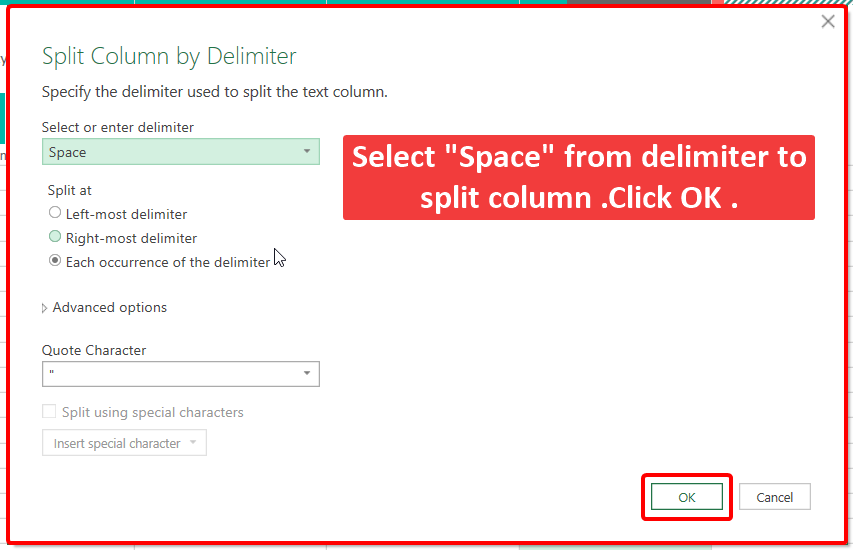 Split Column by Delimiter
Specify the delimiter used to split the text column.
Select or enter delimiter
Space
Select "Space" from delimiter to
split column .Click OK .
Split at
Left-most delimiter
Right-most delimiter
Each occurrence of the delimiter
Advanced options
Quote Character
"
Split using special characters
Insert special character
OK
Cancel